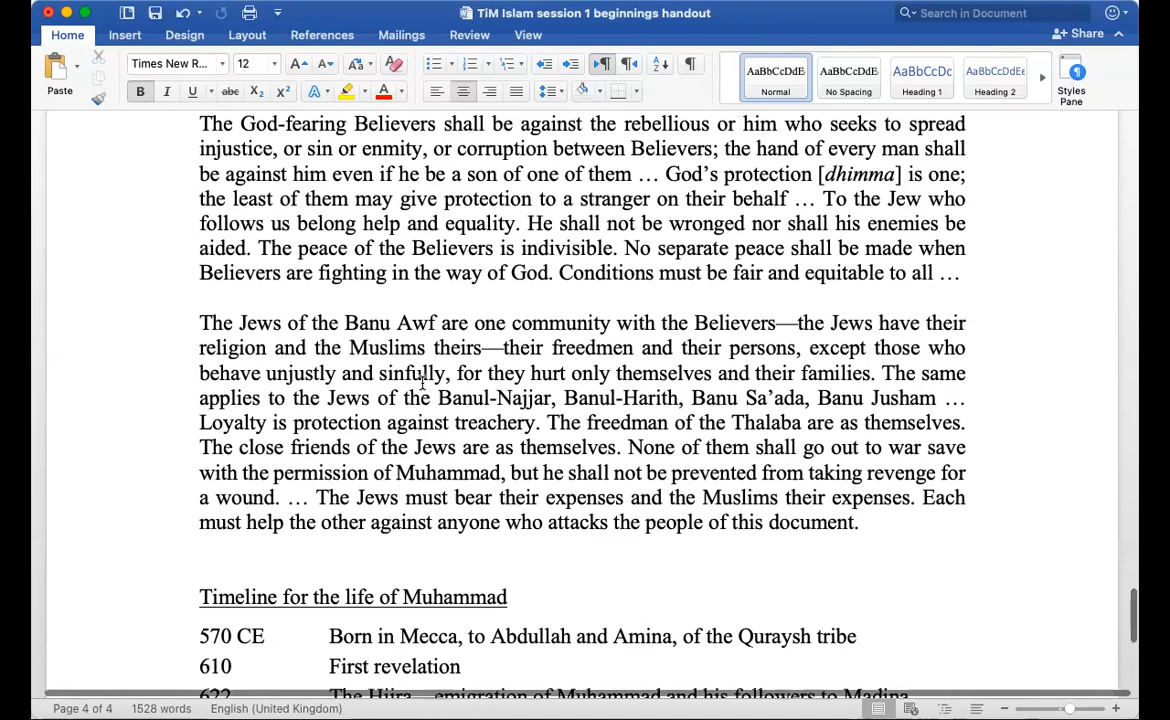 TiM Islam session 1 beginnings handout
Search in Document
Home Insert Design Layout References Mailings Review View Share
Times New R... 12
Paste
AaBbCcDdE AaBbCcDdE AaBbCcDc AaBbCcDdEe
Normal No Spacing Heading 1 Heading 2 Styles Pane
The God-fearing Believers shall be against the rebellious or him who seeks to spread
injustice, or sin or enmity, or corruption between Believers; the hand of every man shall
be against him even if he be a son of one of them … God’s protection [dhimma] is one;
the least of them may give protection to a stranger on their behalf … To the Jew who
follows us belong help and equality. He shall not be wronged nor shall his enemies be
aided. The peace of the Believers is indivisible. No separate peace shall be made when
Believers are fighting in the way of God. Conditions must be fair and equitable to all …
The Jews of the Banu Awf are one community with the Believers—the Jews have their
religion and the Muslims theirs—their freedmen and their persons, except those who
behave unjustly and sinfully, for they hurt only themselves and their families. The same
applies to the Jews of the Banul-Najjar, Banul-Harith, Banu Sa’ada, Banu Jusham …
Loyalty is protection against treachery. The freedman of the Thalaba are as themselves.
The close friends of the Jews are as themselves. None of them shall go out to war save
with the permission of Muhammad, but he shall not be prevented from taking revenge for
a wound. … The Jews must bear their expenses and the Muslims their expenses. Each
must help the other against anyone who attacks the people of this document.
Timeline for the life of Muhammad
570 CE Born in Mecca, to Abdullah and Amina, of the Quraysh tribe
610 First revelation
622 The Hijra—emigration of Muhammad and his followers to Madina
Page 4 of 4 1528 words English (United Kingdom)